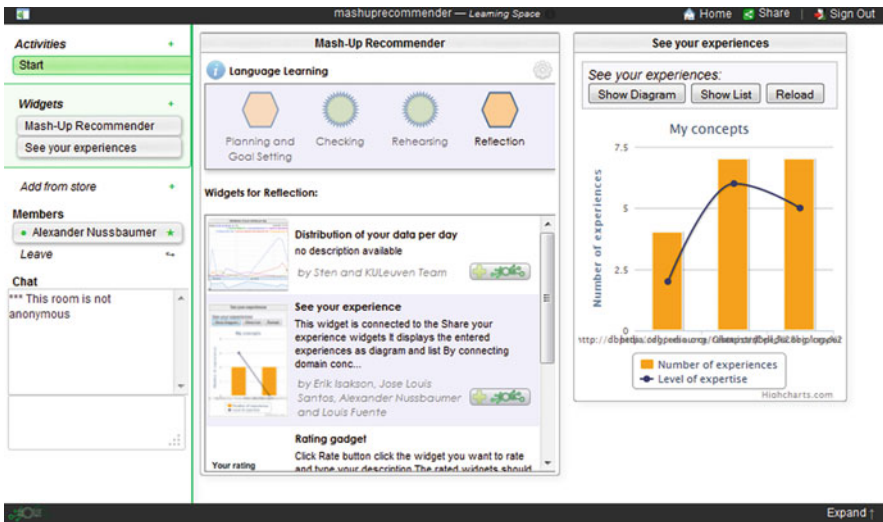 mashuprecommender — Learning Space
Home Share | Sign Out
Activities +
Start
Widgets +
Mash-Up Recommender
See your experiences
Add from store +
Members
Alexander Nussbaumer
Leave
Chat
*** This room is not
anonymous
Mash-Up Recommender
Language Learning
Planning and
Goal Setting
Checking
Rehearsing
Reflection
Widgets for Reflection:
Distribution of your data per day
no description available
by Sten and KULeuven Team
See your experience
This widget is connected to the Share your
experience widgets It displays the entered
experiences as diagram and list By connecting
domain conc...
by Erik Isakson, Jose Louis
Santos, Alexander Nussbaumer
and Louis Fuente
Rating gadget
Click Rate button click the widget you want to rate
and type your description The rated widgets should
Your rating
See your experiences
See your experiences:
Show Diagram Show List Reload
My concepts
Number of experiences
7.5
5
2.5
0
Number of experiences
Level of expertise
Highcharts.com
Expand ↑